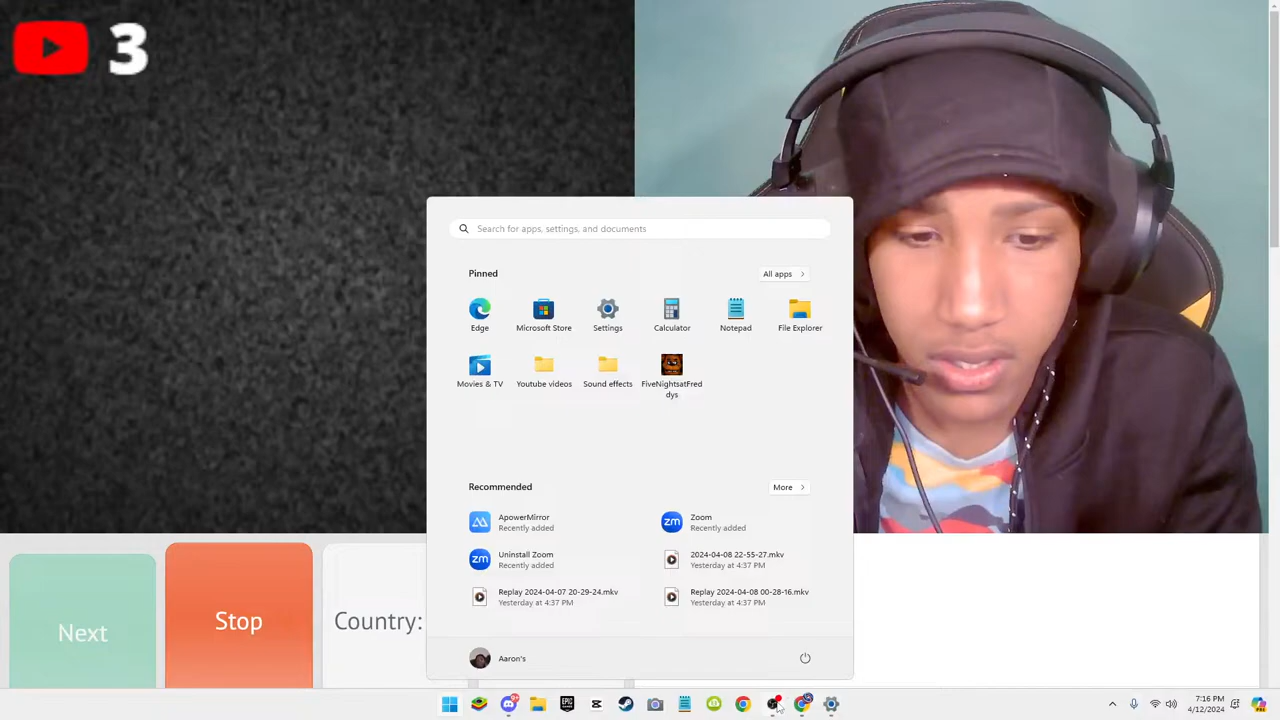 3
Search for apps, settings, and documents
Pinned
All apps
Edge
Microsoft Store
Settings
Calculator
Notepad
File Explorer
Movies & TV
Youtube videos
Sound effects
FiveNightsatFre
dys
Recommended
More
ApowerMirror
Recently added
Zoom
Recently added
Uninstall Zoom
Recently added
2024-04-08 22-55-27.mkv
Yesterday at 4:37 PM
Replay 2024-04-07 20-29-24.mkv
Yesterday at 4:37 PM
Replay 2024-04-08 00-28-16.mkv
Yesterday at 4:37 PM
Next
Stop
Country:
Aaron's
7:16 PM
4/12/2024